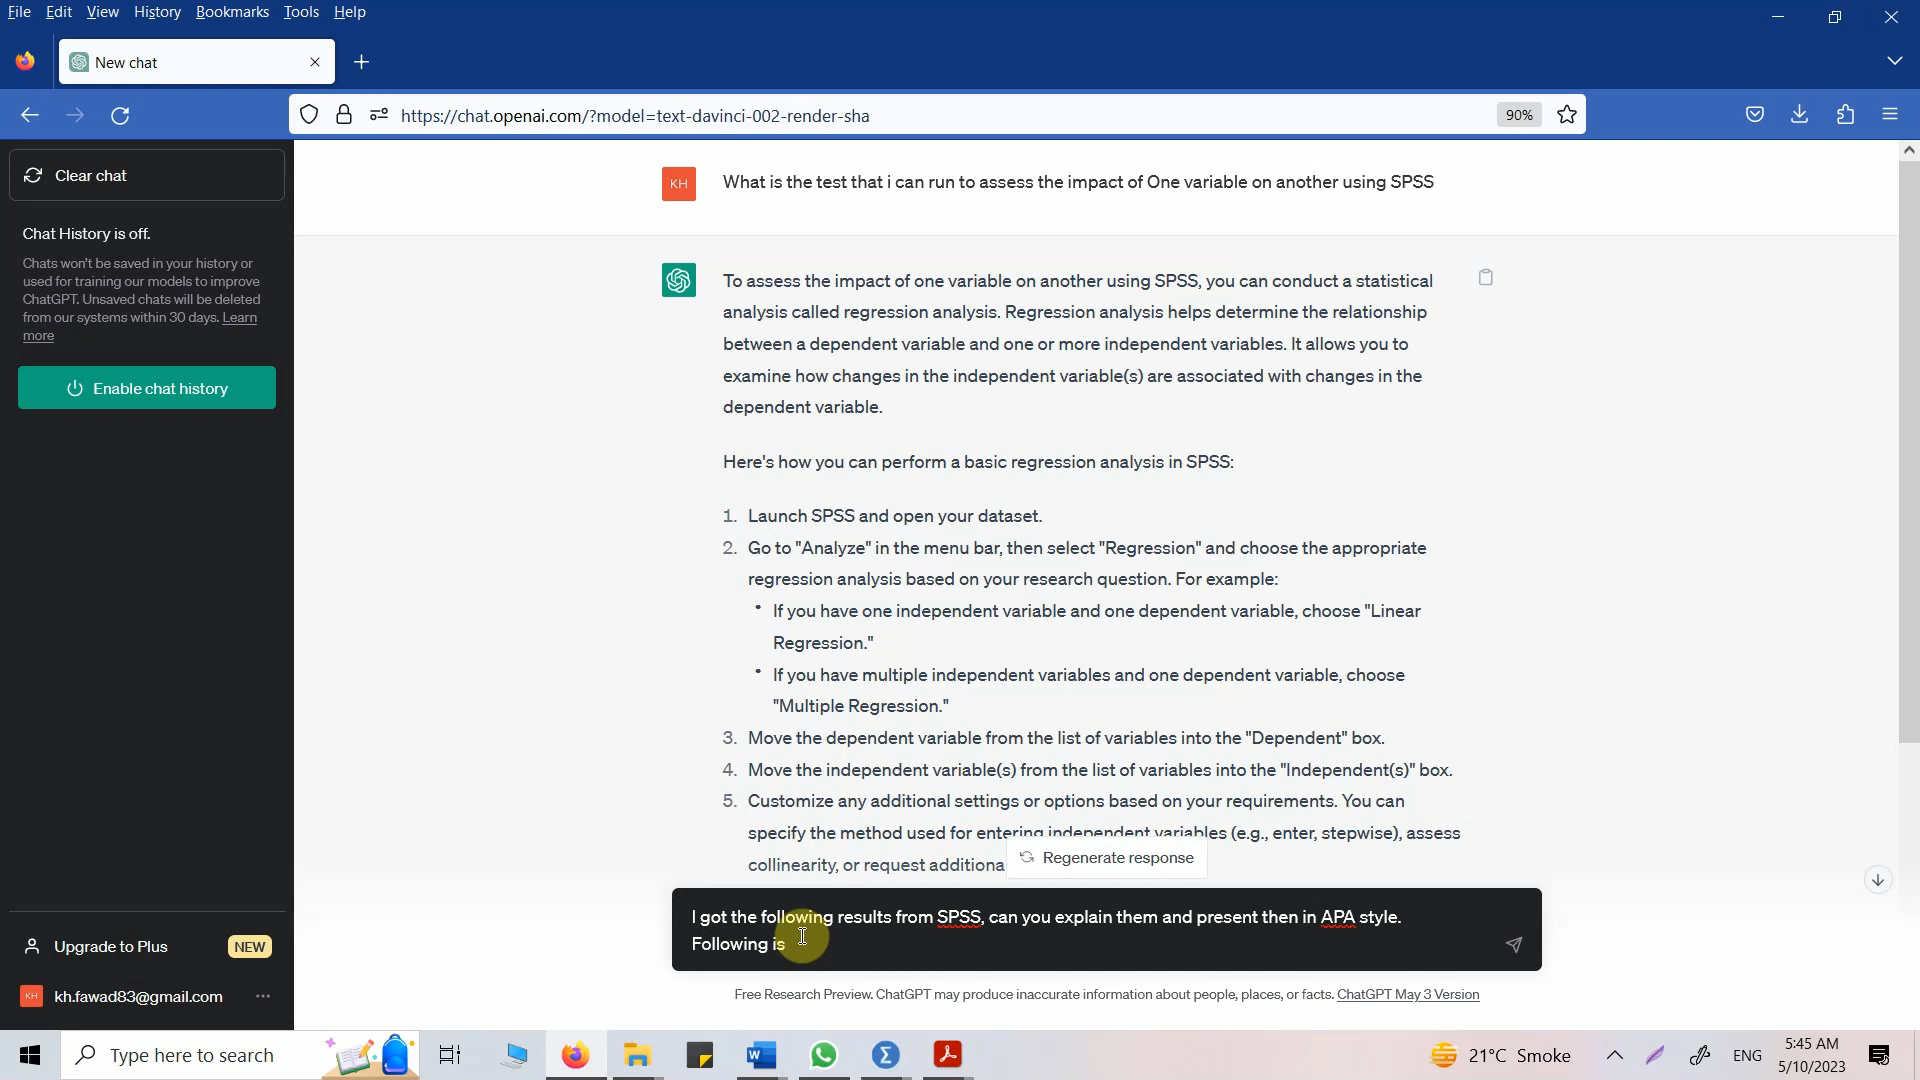 File Edit View History Bookmarks Tools Help
New chat
https://chat.openai.com/?model=text-davinci-002-render-sha
90%
Clear chat
Chat History is off.
Chats won't be saved in your history or
used for training our models to improve
ChatGPT. Unsaved chats will be deleted
from our systems within 30 days. Learn
more
Enable chat history
Upgrade to Plus NEW
KH kh.fawad83@gmail.com
KH What is the test that i can run to assess the impact of One variable on another using SPSS
To assess the impact of one variable on another using SPSS, you can conduct a statistical
analysis called regression analysis. Regression analysis helps determine the relationship
between a dependent variable and one or more independent variables. It allows you to
examine how changes in the independent variable(s) are associated with changes in the
dependent variable.
Here's how you can perform a basic regression analysis in SPSS:
1. Launch SPSS and open your dataset.
2. Go to "Analyze" in the menu bar, then select "Regression" and choose the appropriate
regression analysis based on your research question. For example:
• If you have one independent variable and one dependent variable, choose "Linear
Regression."
• If you have multiple independent variables and one dependent variable, choose
"Multiple Regression."
3. Move the dependent variable from the list of variables into the "Dependent" box.
4. Move the independent variable(s) from the list of variables into the "Independent(s)" box.
5. Customize any additional settings or options based on your requirements. You can
specify the method used for entering independent variables (e.g., enter, stepwise), assess
collinearity, or request additiona
Regenerate response
I got the following results from SPSS, can you explain them and present then in APA style.
Following is
Free Research Preview. ChatGPT may produce inaccurate information about people, places, or facts. ChatGPT May 3 Version
Type here to search
21°C Smoke
ENG
5:45 AM
5/10/2023